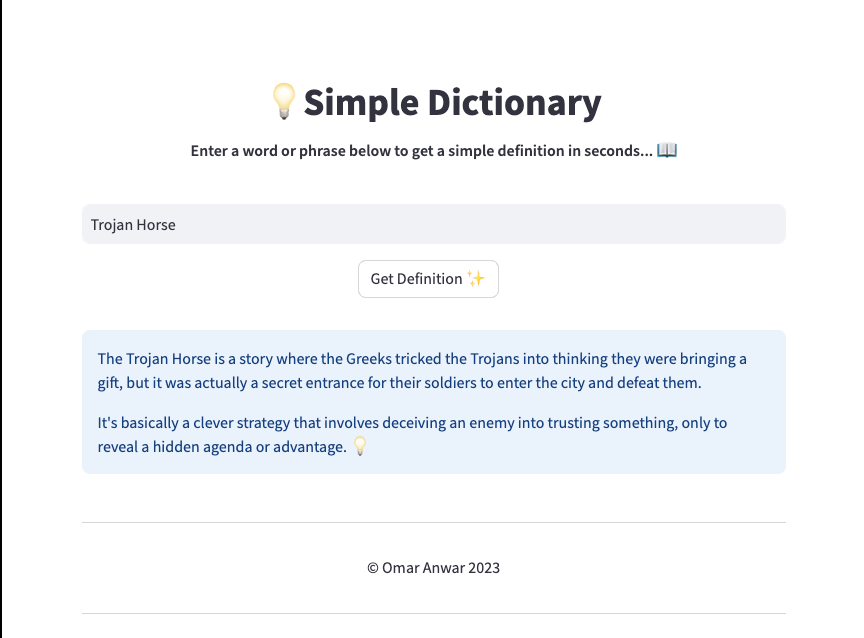 💡Simple Dictionary
Enter a word or phrase below to get a simple definition in seconds... 📖
Trojan Horse
Get Definition ✨
The Trojan Horse is a story where the Greeks tricked the Trojans into thinking they were bringing a
gift, but it was actually a secret entrance for their soldiers to enter the city and defeat them.
It's basically a clever strategy that involves deceiving an enemy into trusting something, only to
reveal a hidden agenda or advantage. 💡
© Omar Anwar 2023